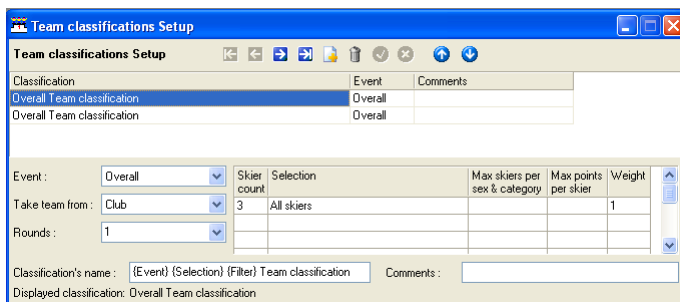 Team classifications Setup
Team classifications Setup
Classification Event Comments
Overall Team classification Overall
Overall Team classification Overall
Event : Overall
Take team from : Club
Rounds : 1
Skier count Selection Max skiers per sex & category Max points per skier Weight
3 All skiers 1
Classification's name : {Event} {Selection} {Filter} Team classification Comments :
Displayed classification: Overall Team classification